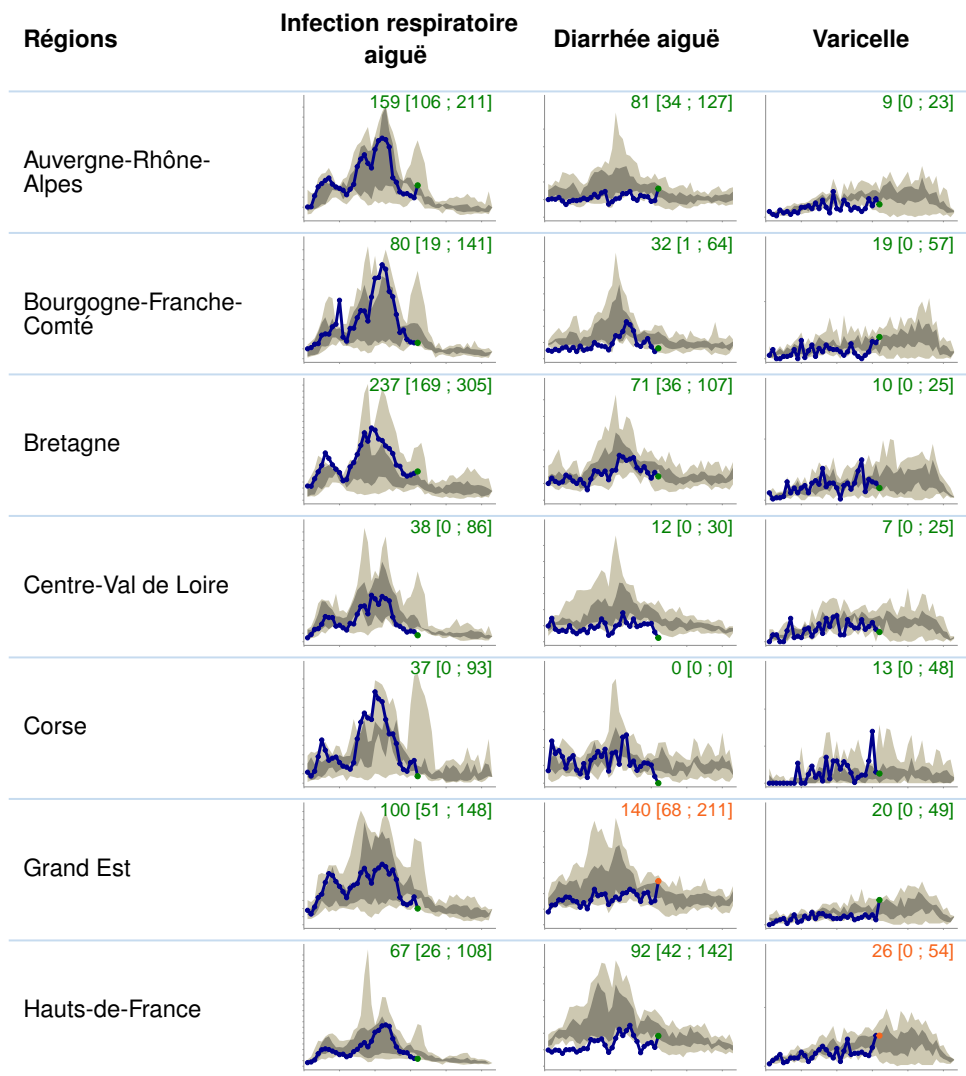 Régions
Infection respiratoire
aiguë
Diarrhée aiguë
Varicelle
Auvergne-Rhône-
Alpes
159 [106 ; 211]
81 [34 ; 127]
9 [0 ; 23]
Bourgogne-Franche-
Comté
80 [19 ; 141]
32 [1 ; 64]
19 [0 ; 57]
Bretagne
237 [169 ; 305]
71 [36 ; 107]
10 [0 ; 25]
Centre-Val de Loire
38 [0 ; 86]
12 [0 ; 30]
7 [0 ; 25]
Corse
37 [0 ; 93]
0 [0 ; 0]
13 [0 ; 48]
Grand Est
100 [51 ; 148]
140 [68 ; 211]
20 [0 ; 49]
Hauts-de-France
67 [26 ; 108]
92 [42 ; 142]
26 [0 ; 54]